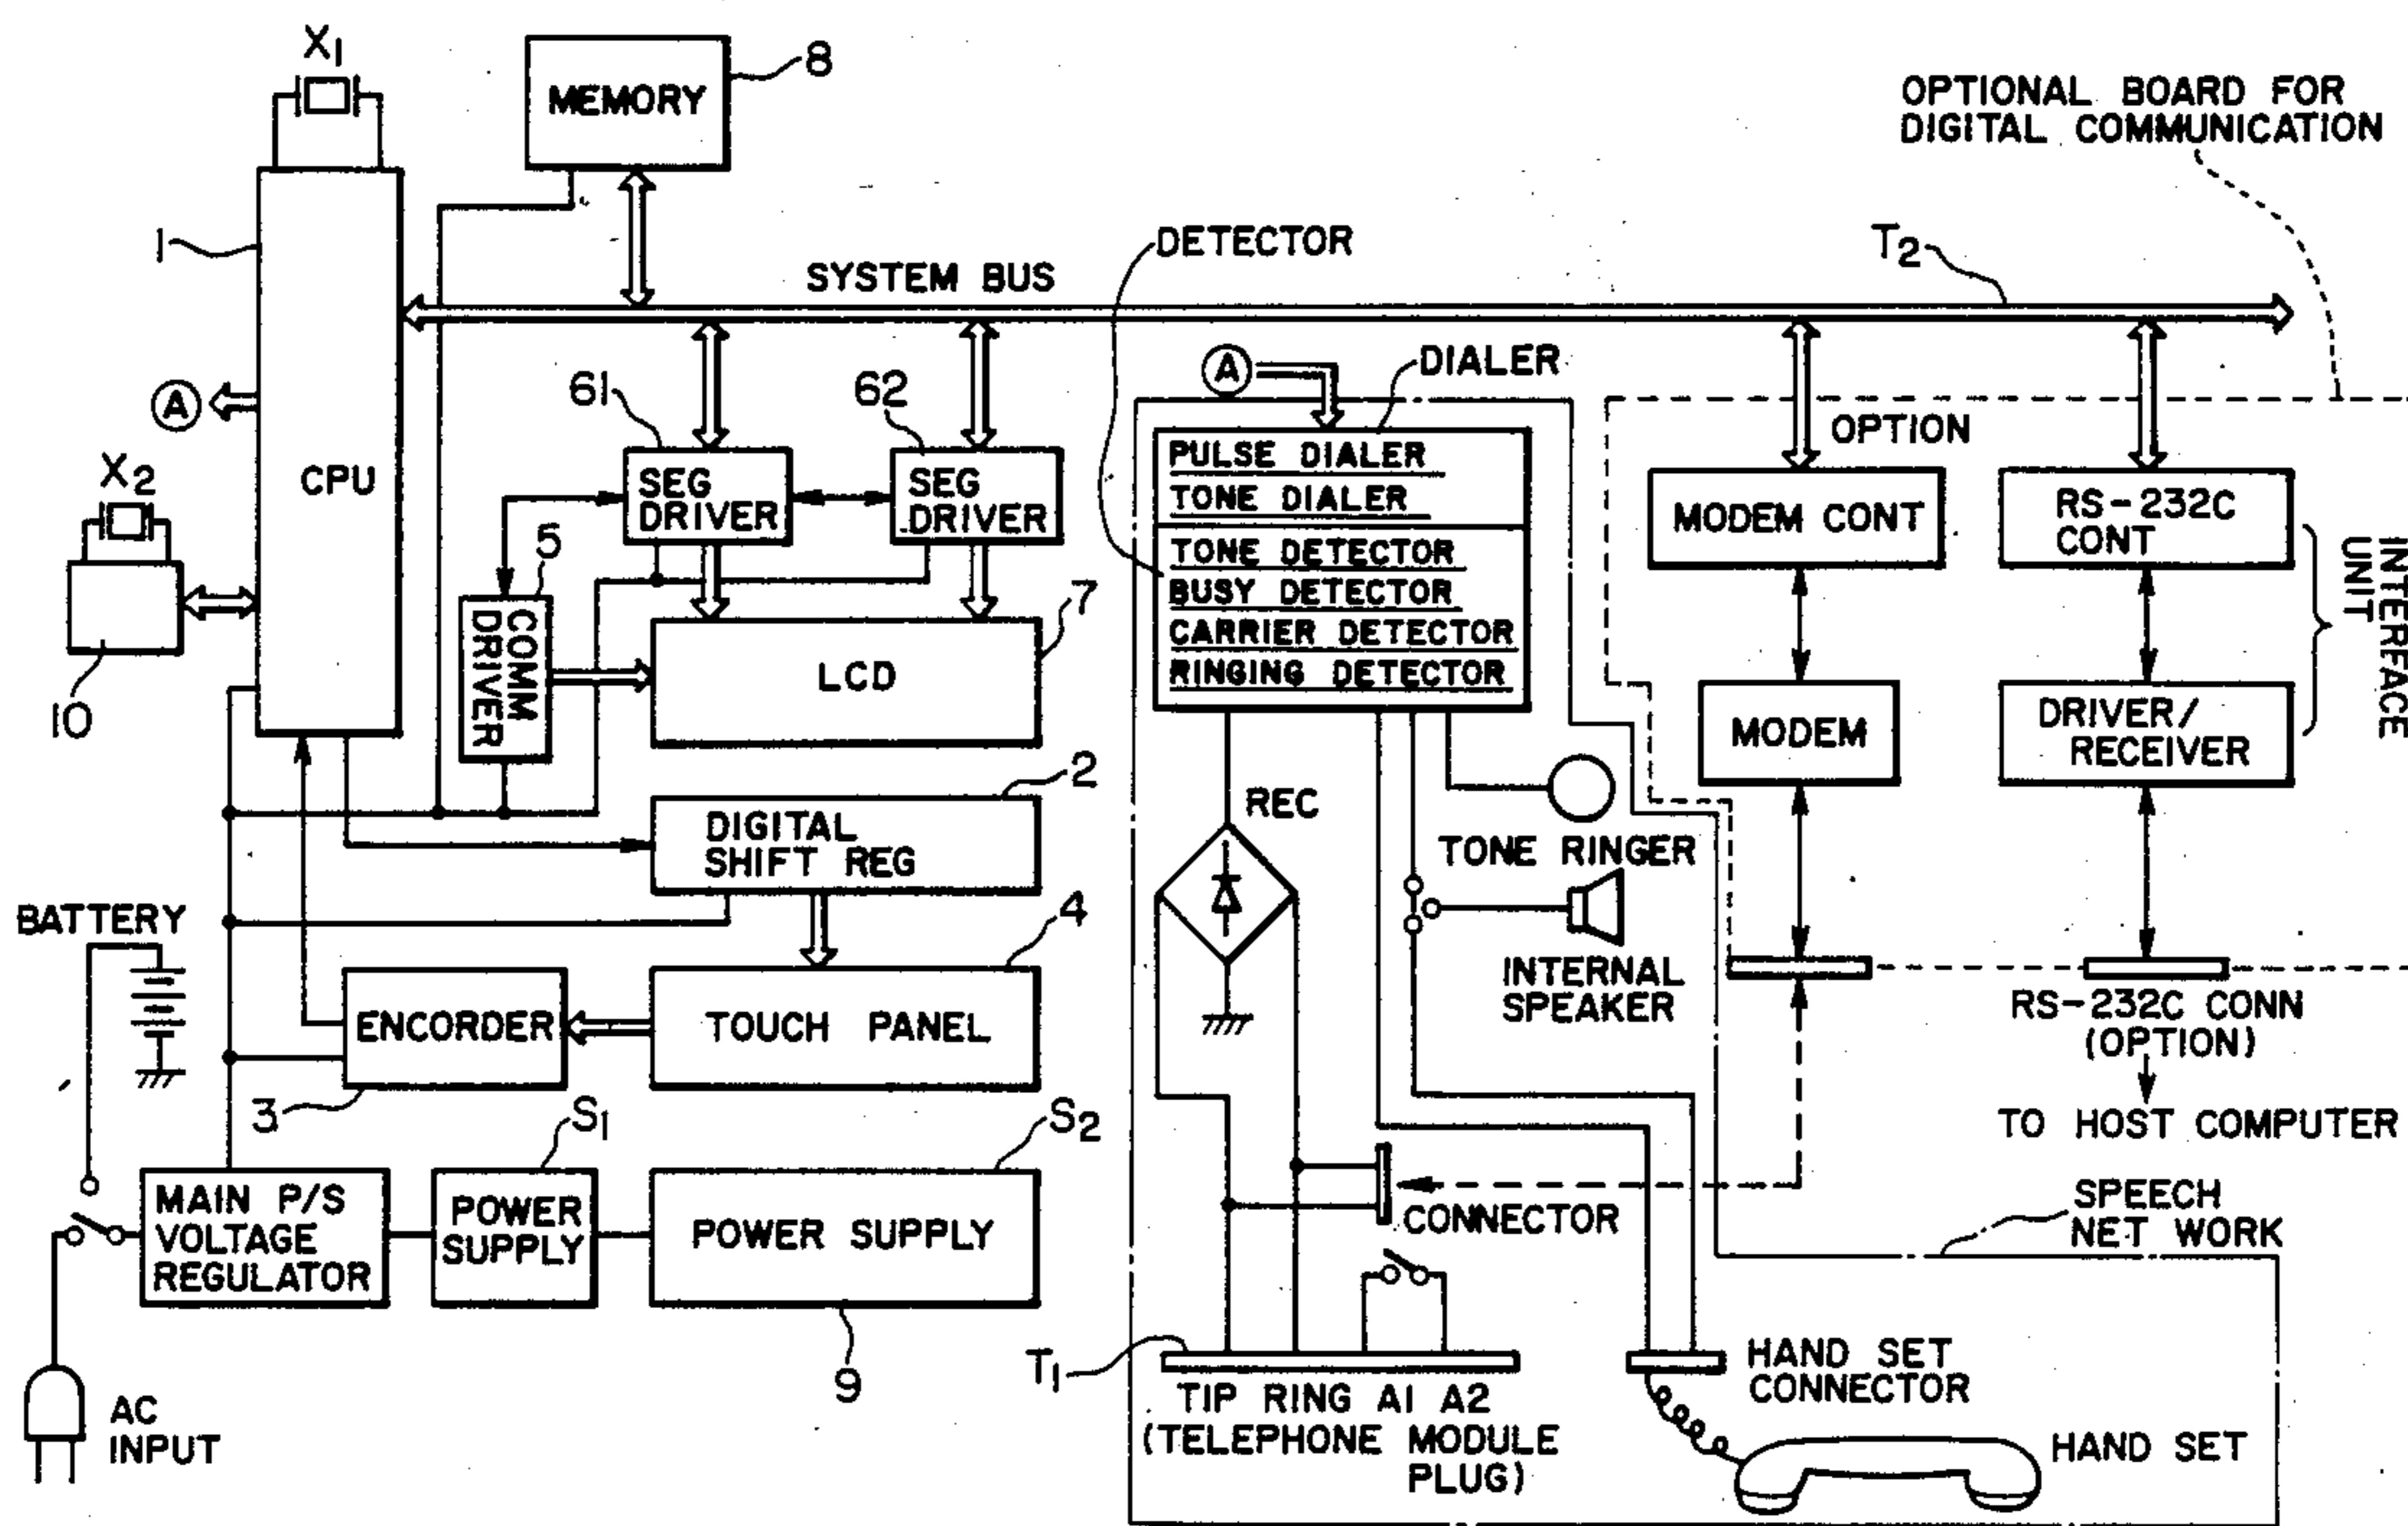 X1
8
MEMORY
OPTIONAL BOARD FOR
DIGITAL COMMUNICATION
1
DETECTOR
T2
SYSTEM BUS
A
CPU
X2
10
61
62
SEG
DRIVER
SEG
DRIVER
5
COMM
DRIVER
LCD
7
A
DIALER
PULSE DIALER
TONE DIALER
TONE DETECTOR
BUSY DETECTOR
CARRIER DETECTOR
RINGING DETECTOR
OPTION
MODEM CONT
RS-232C
CONT
INTERFACE
UNIT
MODEM
DRIVER/
RECEIVER
2
DIGITAL
SHIFT REG
REC
TONE RINGER
BATTERY
4
ENCORDER
TOUCH PANEL
3
INTERNAL
SPEAKER
RS-232C CONN
(OPTION)
TO HOST COMPUTER
S1
S2
MAIN P/S
VOLTAGE
REGULATOR
POWER
SUPPLY
POWER SUPPLY
9
CONNECTOR
SPEECH
NET WORK
AC
INPUT
T1
TIP RING A1 A2
(TELEPHONE MODULE
PLUG)
HAND SET
CONNECTOR
HAND SET